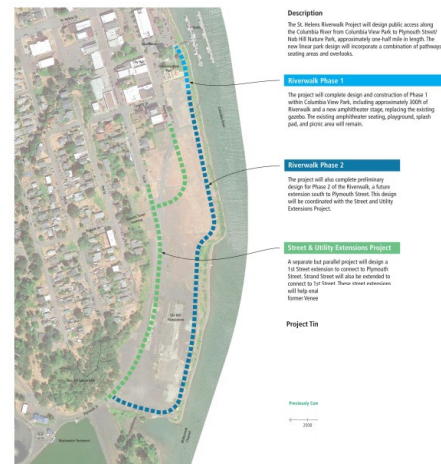 Description
The St. Helens Riverwalk Project will design public access along
the Columbia River from Columbia View Park to Plymouth Street/
Nob Hill Nature Park, approximately one-half mile in length. The
new linear park design will incorporate a combination of pathways
seating areas and overlooks.
Riverwalk Phase 1
The project will complete design and construction of Phase 1
within Columbia View Park, including approximately 300ft of
Riverwalk and a new amphitheater stage, replacing the existing
gazebo. The existing amphitheater seating, playground, splash
pad, and picnic area will remain.
Riverwalk Phase 2
The project will also complete preliminary
design for Phase 2 of the Riverwalk, a future
extension south to Plymouth Street. This design
will be coordinated with the Street and Utility
Extensions Project.
Street & Utility Extensions Project
A separate but parallel project will design a
1st Street extension to connect to Plymouth
Street. Strand Street will also be extended to
connect to 1st Street. These street extensions
will help enal
former Venee
Project Tin
Previously Con